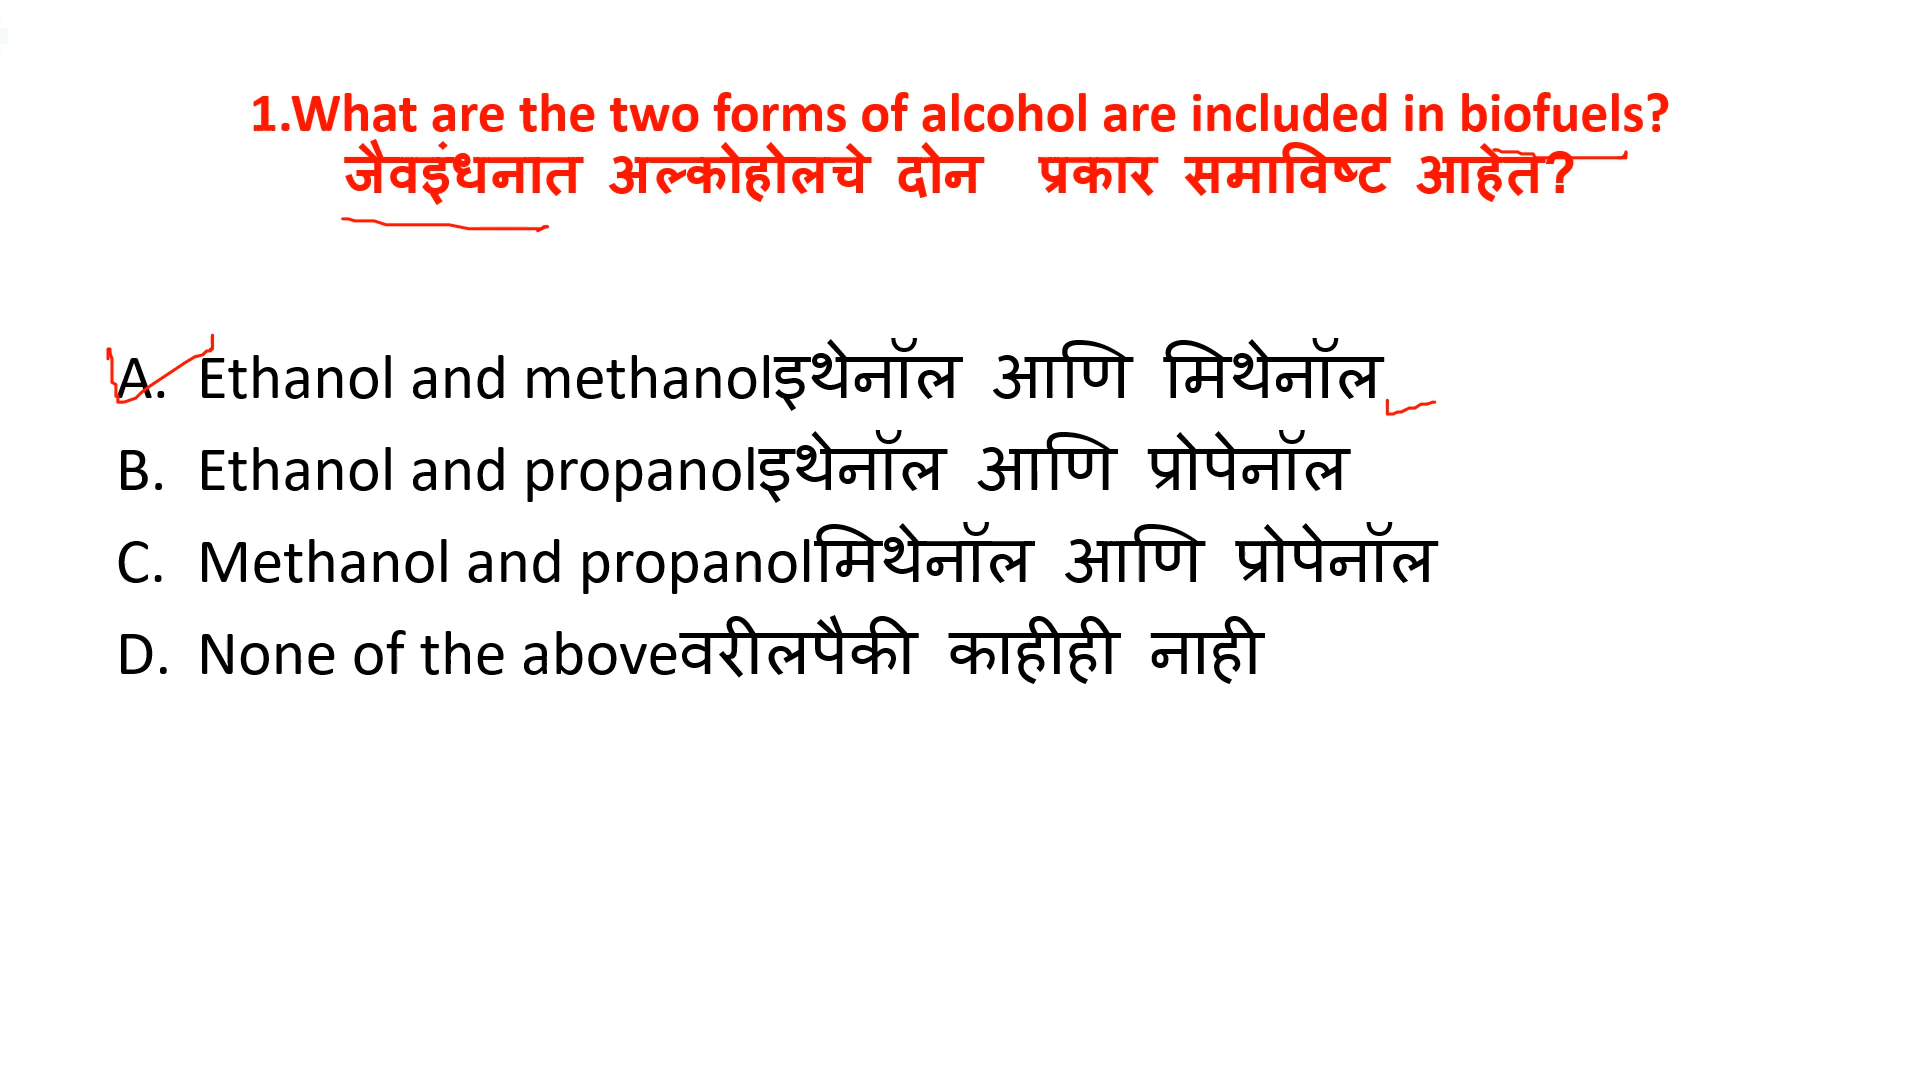 1.What are the two forms of alcohol are included in biofuels?
जैवइंधनात अल्कोहोलचे दोन प्रकार समाविष्ट आहेत?
A. Ethanol and methanolइथेनॉल आणि मिथेनॉल
B. Ethanol and propanolइथेनॉल आणि प्रोपेनॉल
C. Methanol and propanolमिथेनॉल आणि प्रोपेनॉल
D. None of the aboveवरीलपैकी काहीही नाही